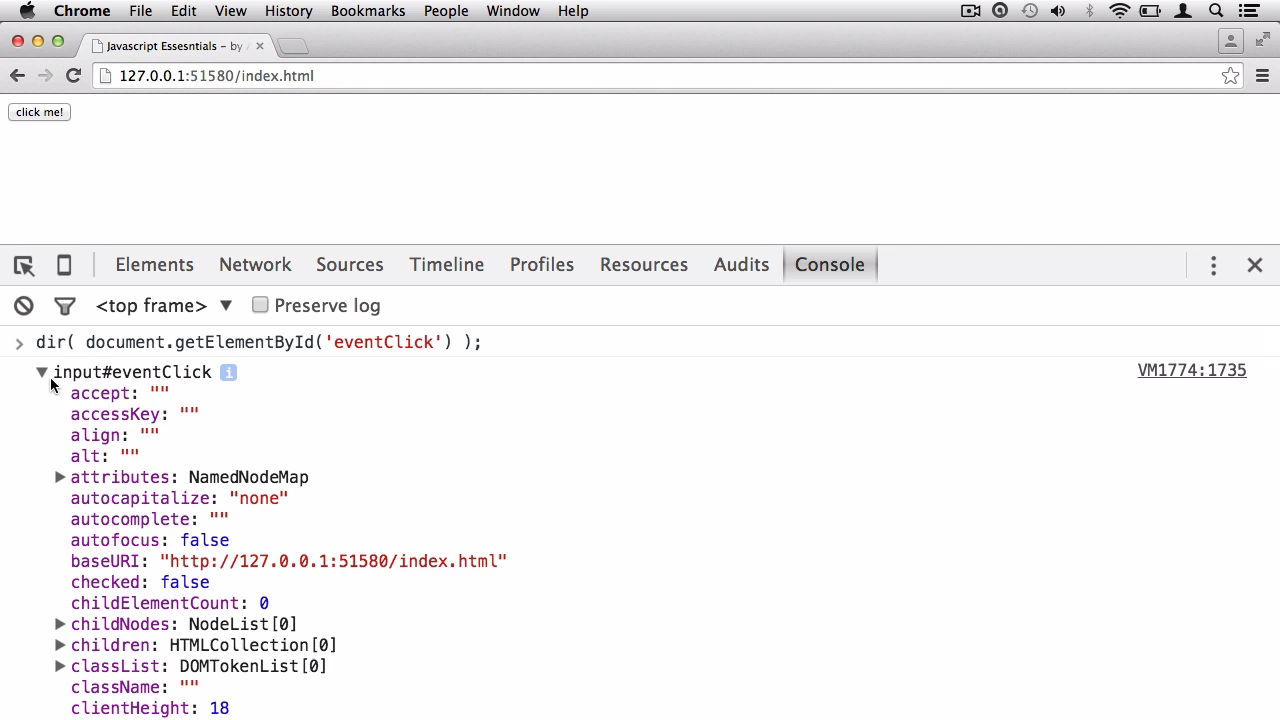 Chrome File Edit View History Bookmarks People Window Help
Javascript Essesntials - by
127.0.0.1:51580/index.html
click me!
Elements Network Sources Timeline Profiles Resources Audits Console
<top frame> ▼ Preserve log
> dir( document.getElementById('eventClick') );
▼ input#eventClick i VM1774:1735
accept: ""
accessKey: ""
align: ""
alt: ""
▶ attributes: NamedNodeMap
autocapitalize: "none"
autocomplete: ""
autofocus: false
baseURI: "http://127.0.0.1:51580/index.html"
checked: false
childElementCount: 0
▶ childNodes: NodeList[0]
▶ children: HTMLCollection[0]
▶ classList: DOMTokenList[0]
className: ""
clientHeight: 18